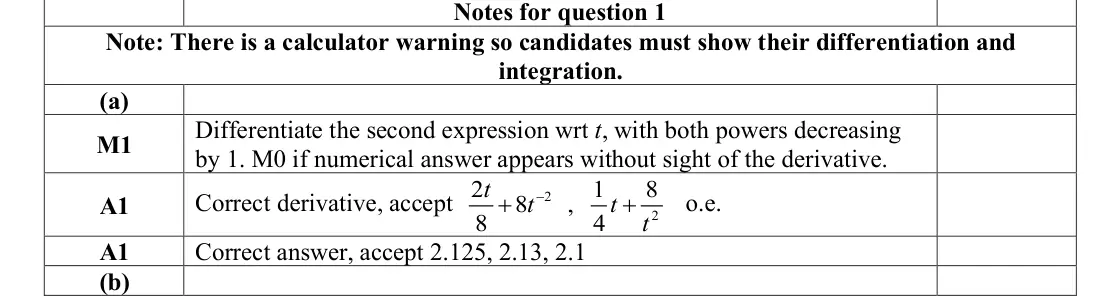 Notes for question 1
Note: There is a calculator warning so candidates must show their differentiation and
integration.
(a)
M1 Differentiate the second expression wrt t, with both powers decreasing
by 1. M0 if numerical answer appears without sight of the derivative.
A1 Correct derivative, accept 2t/8 + 8t⁻² , 1/4 t + 8/t² o.e.
A1 Correct answer, accept 2.125, 2.13, 2.1
(b)